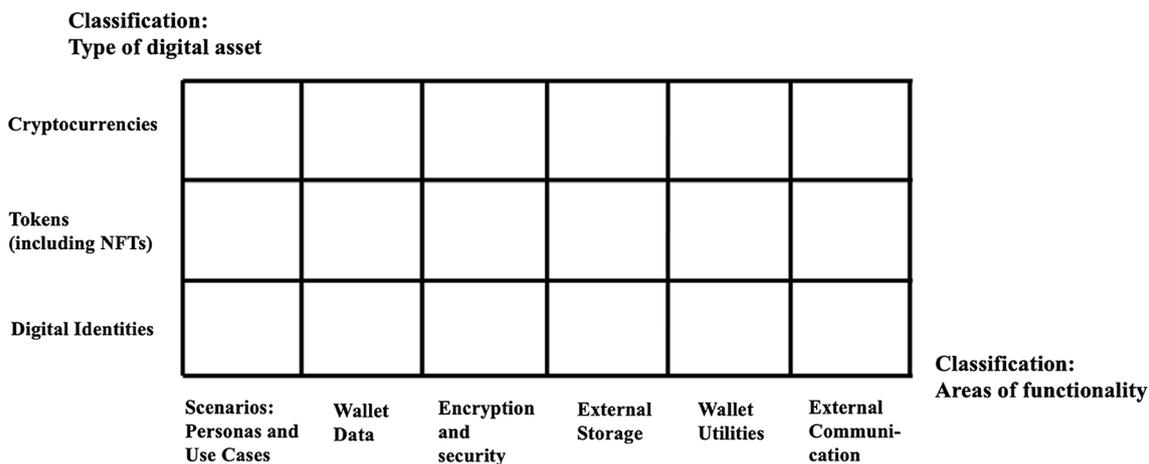 Classification:
Type of digital asset
Cryptocurrencies
Tokens
(including NFTs)
Digital Identities
Classification:
Areas of functionality
Scenarios:
Personas and
Use Cases
Wallet
Data
Encryption
and
security
External
Storage
Wallet
Utilities
External
Communi-
cation